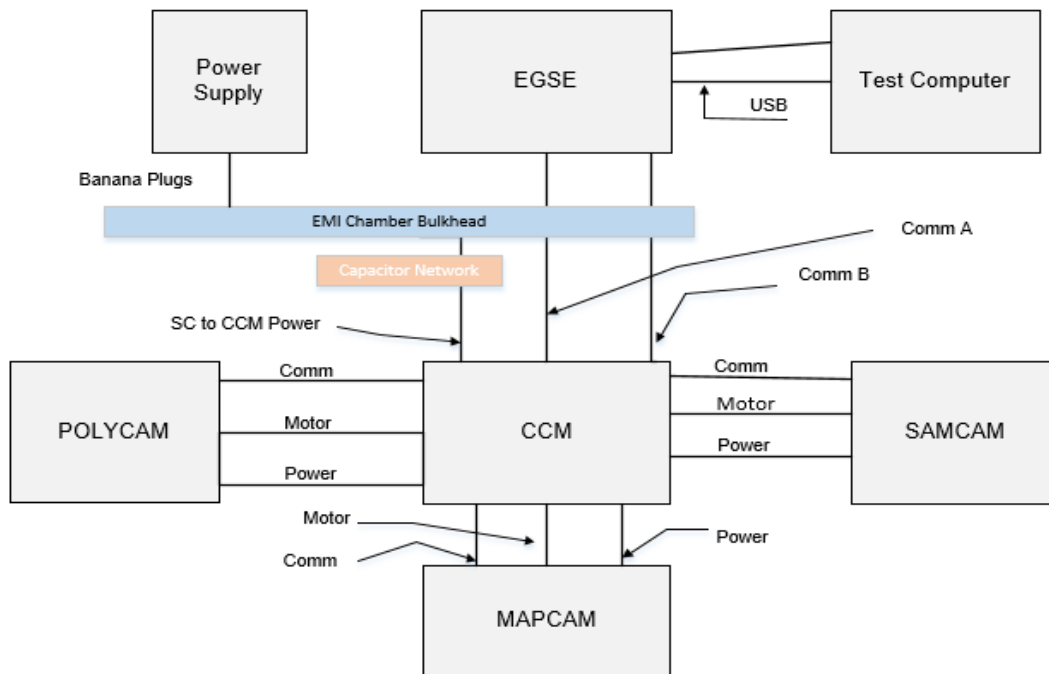 Power
Supply
EGSE
Test Computer
USB
Banana Plugs
EMI Chamber Bulkhead
Comm A
Capacitor Network
Comm B
SC to CCM Power
Comm
Comm
Motor
POLYCAM
Motor
CCM
SAMCAM
Power
Power
Motor
Power
Comm
MAPCAM